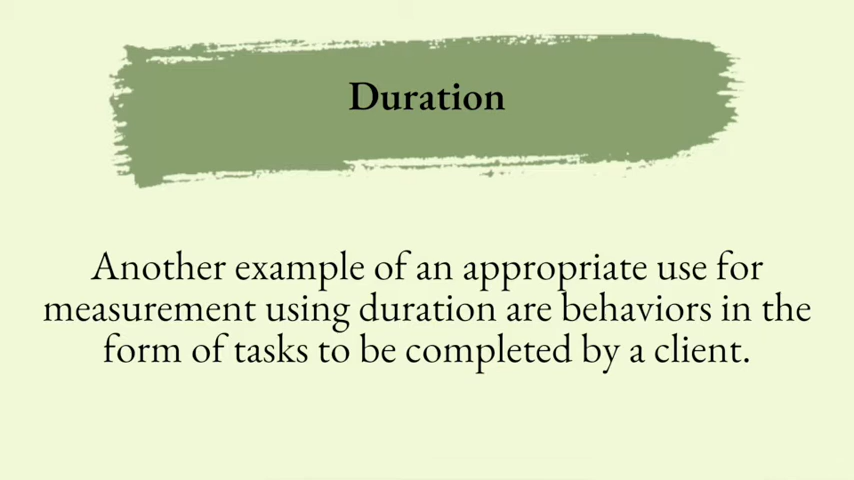 Duration
Another example of an appropriate use for
measurement using duration are behaviors in the
form of tasks to be completed by a client.